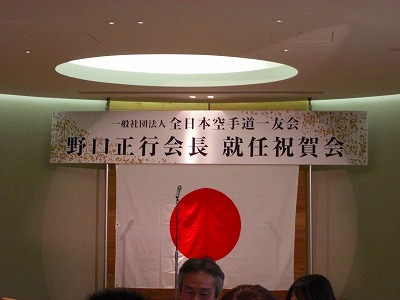 一般社団法人 全日本空手道一友会
野口正行会長 就任祝賀会